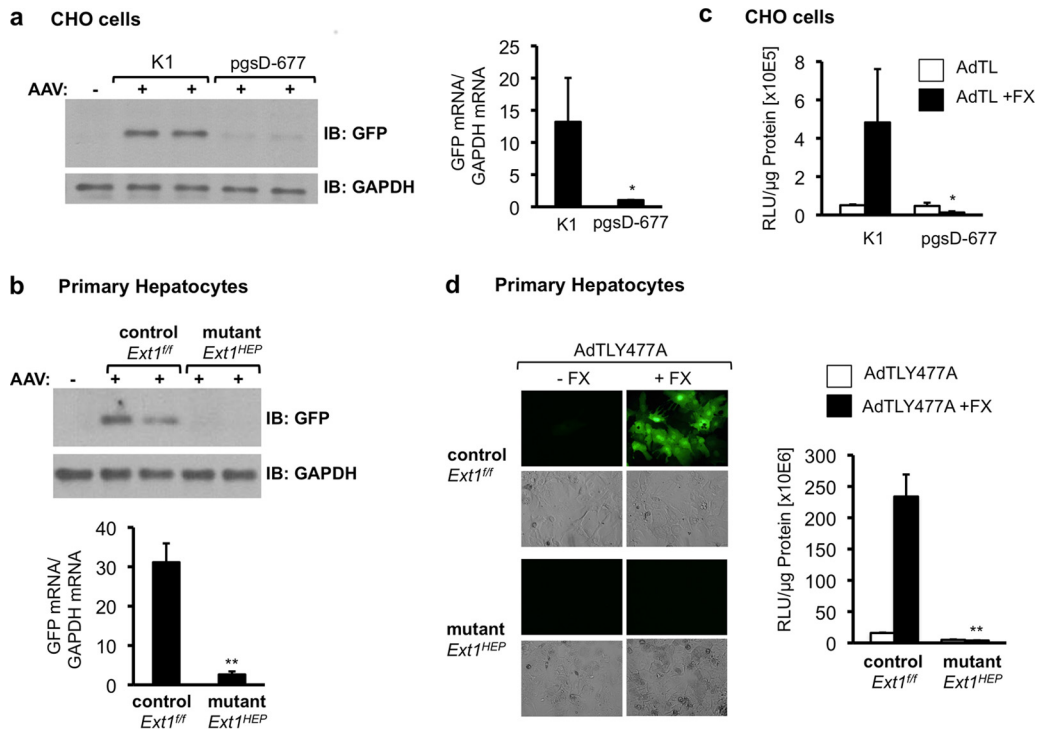 a CHO cells
K1 pgsD-677
AAV: - + + + +
IB: GFP
IB: GAPDH
GFP mRNA/
GAPDH mRNA
25
20
15
10
5
0
K1 pgsD-677
*
c CHO cells
RLU/µg Protein [x10E5]
8
6
4
2
0
AdTL
AdTL +FX
*
K1 pgsD-677
b Primary Hepatocytes
control mutant
Ext1f/f Ext1HEP
AAV: - + + + +
IB: GFP
IB: GAPDH
GFP mRNA/
GAPDH mRNA
40
30
20
10
0
**
control mutant
Ext1f/f Ext1HEP
d Primary Hepatocytes
AdTLY477A
- FX + FX
control
Ext1f/f
mutant
Ext1HEP
AdTLY477A
AdTLY477A +FX
RLU/µg Protein [x10E6]
300
250
200
150
100
50
0
**
control mutant
Ext1f/f Ext1HEP